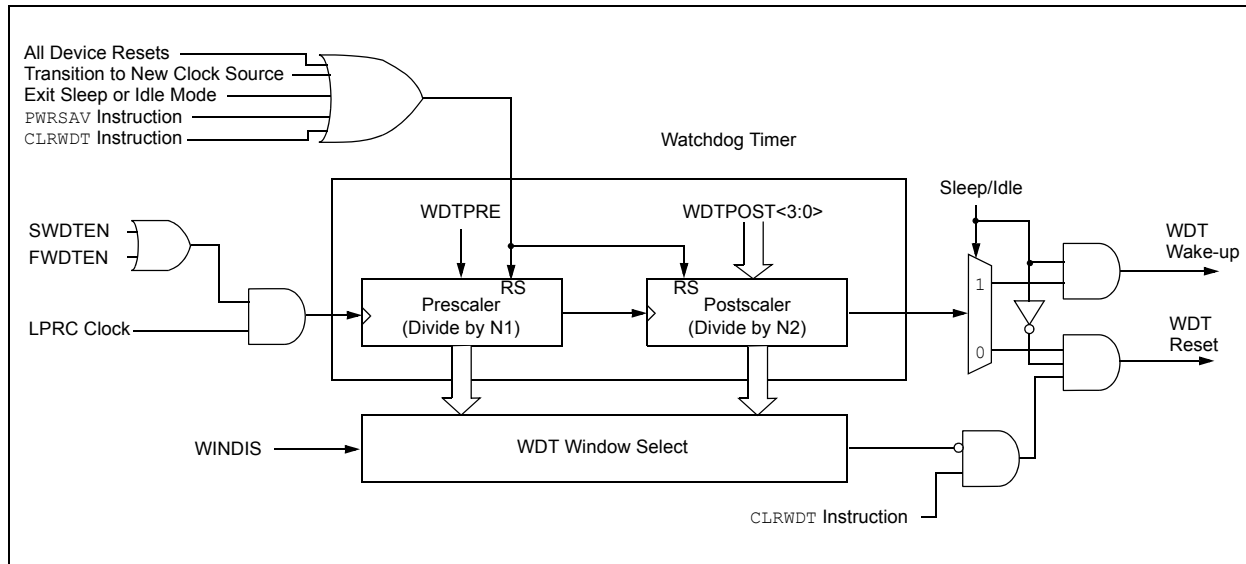 All Device Resets
Transition to New Clock Source
Exit Sleep or Idle Mode
PWRSAV Instruction
CLRWDT Instruction
Watchdog Timer
Sleep/Idle
WDTPRE
WDTPOST<3:0>
SWDTEN
FWDTEN
WDT
Wake-up
RS
RS
1
Prescaler
(Divide by N1)
Postscaler
(Divide by N2)
LPRC Clock
0
WDT
Reset
WINDIS
WDT Window Select
CLRWDT Instruction